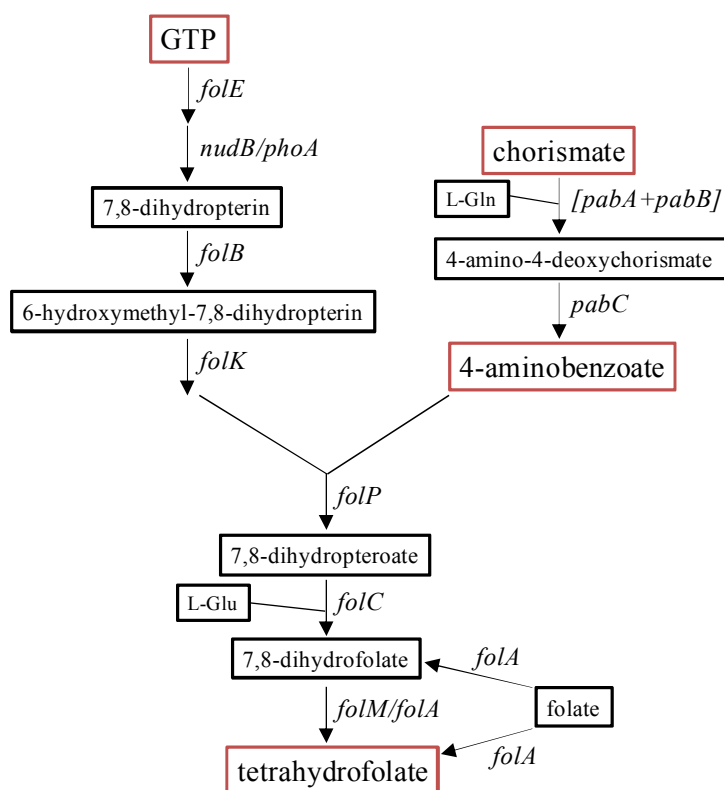 GTP
folE
nudB/phoA
7,8-dihydropterin
folB
6-hydroxymethyl-7,8-dihydropterin
folK
chorismate
L-Gln
[pabA+pabB]
4-amino-4-deoxychorismate
pabC
4-aminobenzoate
folP
7,8-dihydropteroate
L-Glu
folC
7,8-dihydrofolate
folA
folM/folA
folate
tetrahydrofolate
folA